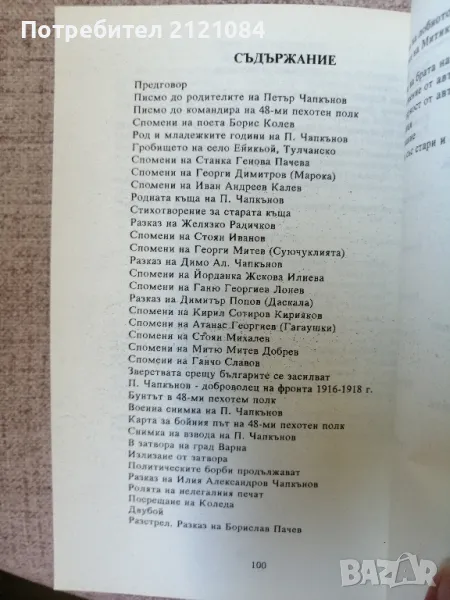 Потребител 2121084
СЪДЪРЖАНИЕ
Предговор
Писмо до родителите на Петър Чапкънов
Писмо до командира на 48-ми пехотен полк
Спомени на поета Борис Колев
Род и младежките години на П. Чапкънов
Гробището на село Ейикьой, Тулчанско
Спомени на Станка Генова Пачева
Спомени на Георги Димитров (Марока)
Спомени на Иван Андреев Калев
Родната къща на П. Чапкънов
Стихотворение за старата къща
Разказ на Желязко Радичков
Спомени на Стоян Иванов
Спомени на Георги Митев (Суючуклията)
Разказ на Димо Ал. Чапкънов
Спомени на Йорданка Жекова Илиева
Спомени на Ганю Георгиев Лонев
Разказ на Димитър Попов (Даскала)
Спомени на Кирил Сотиров Кирияков
Спомени на Атанас Георгиев (Гагаушки)
Спомени на Стоян Михалев
Спомени на Митю Митев Добрев
Спомени на Ганчо Славов
Зверствата срещу българите се засилват
П. Чапкънов - доброволец на фронта 1916-1918 г.
Бунтът в 48-ми пехотем полк
Военна снимка на П. Чапкънов
Карта за бойния път на 48-ми пехотен полк
Снимка на взвода на П. Чапкънов
В затвора на град Варна
Излизане от затвора
Политическите борби продължават
Разказ на Илия Александров Чапкънов
Ролята на нелегалния печат
Посрещане на Коледа
Двубой
Разстрел. Разказ на Борислав Пачев
100
bazar.bg